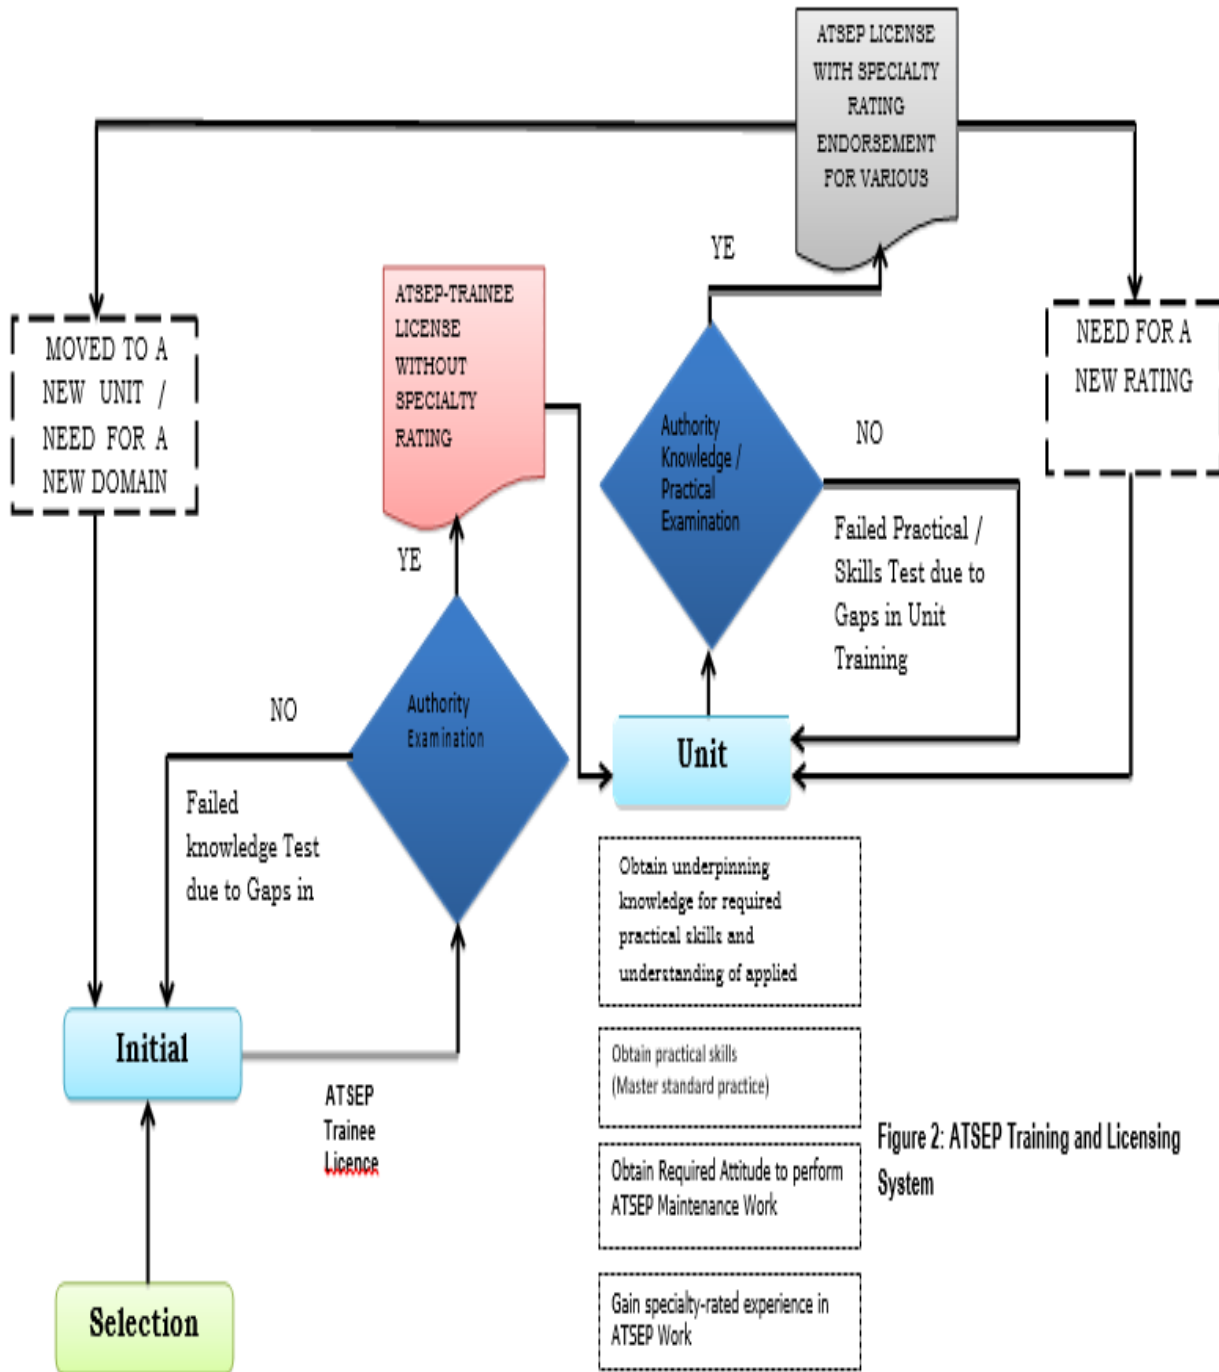 ATSEP LICENSE
WITH SPECIALTY
RATING
ENDORSEMENT
FOR VARIOUS
YE
ATSEP-TRAINEE
LICENSE
WITHOUT
SPECIALTY
RATING
MOVED TO A
NEW UNIT /
NEED FOR A
NEW DOMAIN
NEED FOR A
NEW RATING
Authority
Knowledge /
Practical
Examination
NO
Failed Practical /
Skills Test due to
Gaps in Unit
Training
YE
Authority
Examination
NO
Failed
knowledge Test
due to Gaps in
Unit
Obtain underpinning
knowledge for required
practical skills and
understanding of applied
Initial
ATSEP
Trainee
Licence
Obtain practical skills
(Master standard practice)
Obtain Required Attitude to perform
ATSEP Maintenance Work
Figure 2: ATSEP Training and Licensing
System
Gain specialty-rated experience in
ATSEP Work
Selection